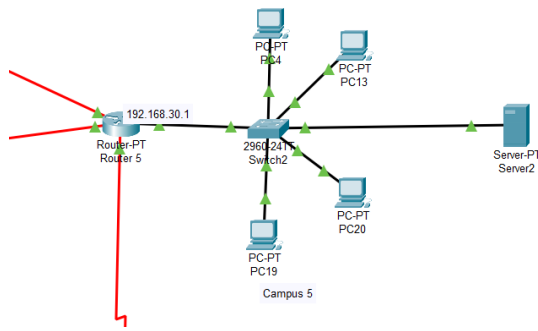 PC-PT
PC4
PC-PT
PC13
192.168.30.1
Router-PT
Router 5
2960-24TT
Switch2
Server-PT
Server2
PC-PT
PC20
PC-PT
PC19
Campus 5